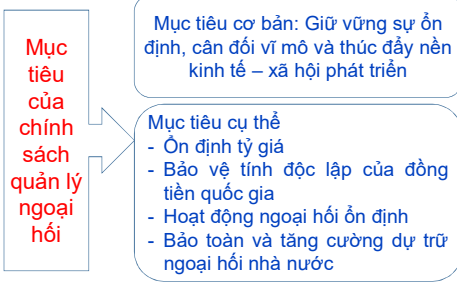 Mục
tiêu
của
chính
sách
quản lý
ngoại
hối
Mục tiêu cơ bản: Giữ vững sự ổn
định, cân đối vĩ mô và thúc đẩy nền
kinh tế – xã hội phát triển
Mục tiêu cụ thể
- Ổn định tỷ giá
- Bảo vệ tính độc lập của đồng
tiền quốc gia
- Hoạt động ngoại hối ổn định
- Bảo toàn và tăng cường dự trữ
ngoại hối nhà nước